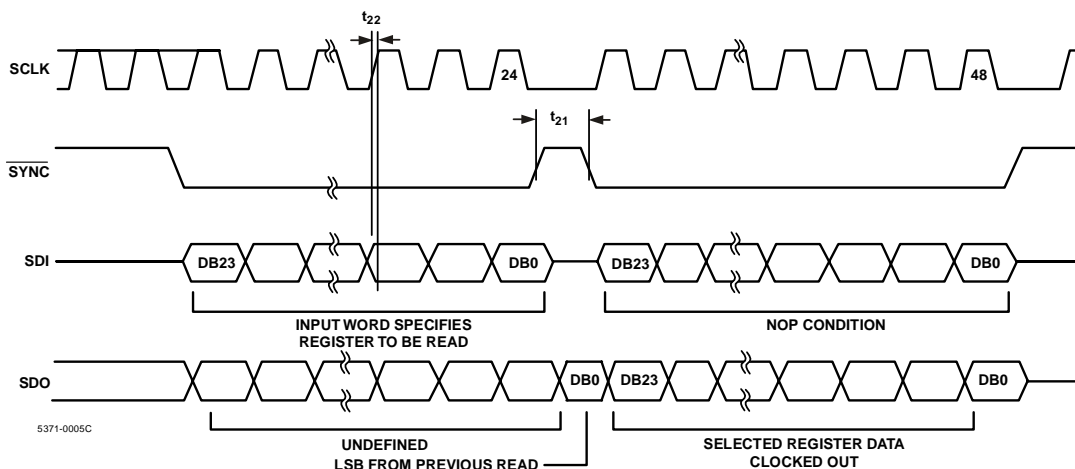 t22
SCLK
24
48
t21
SYNC
SDI
DB23
DB0
DB23
DB0
INPUT WORD SPECIFIES
REGISTER TO BE READ
NOP CONDITION
SDO
DB0
DB23
DB0
5371-0005C
UNDEFINED
LSB FROM PREVIOUS READ
SELECTED REGISTER DATA
CLOCKED OUT